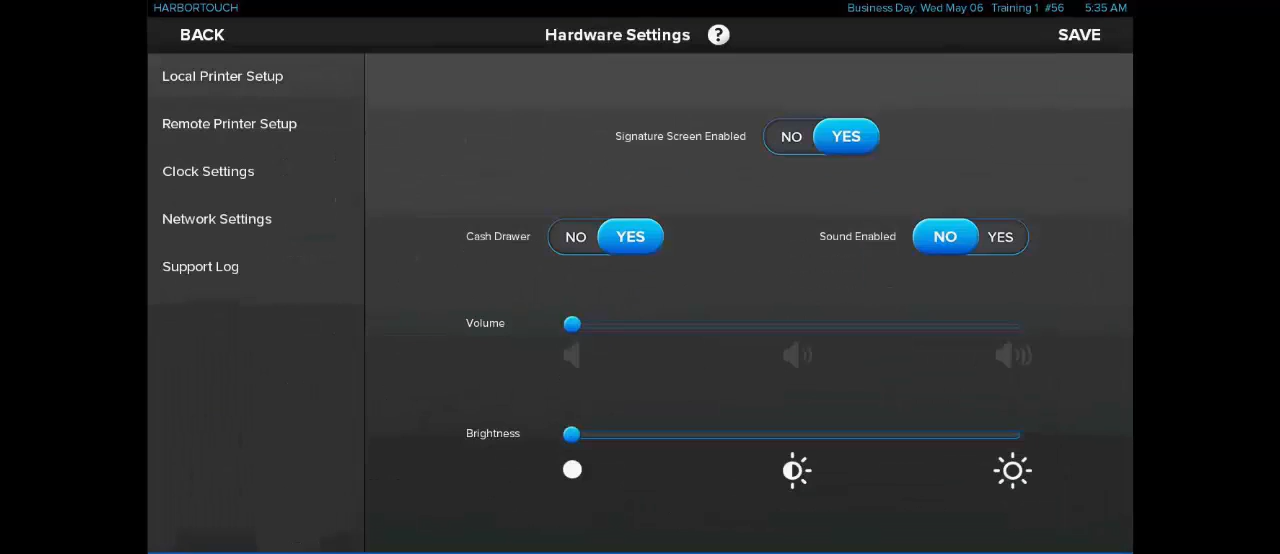 HARBORTOUCH Business Day: Wed May 06 Training 1 #56 5:35 AM
BACK Hardware Settings ? SAVE
Local Printer Setup
Remote Printer Setup
Clock Settings
Network Settings
Support Log
Signature Screen Enabled NO YES
Cash Drawer NO YES Sound Enabled NO YES
Volume
Brightness